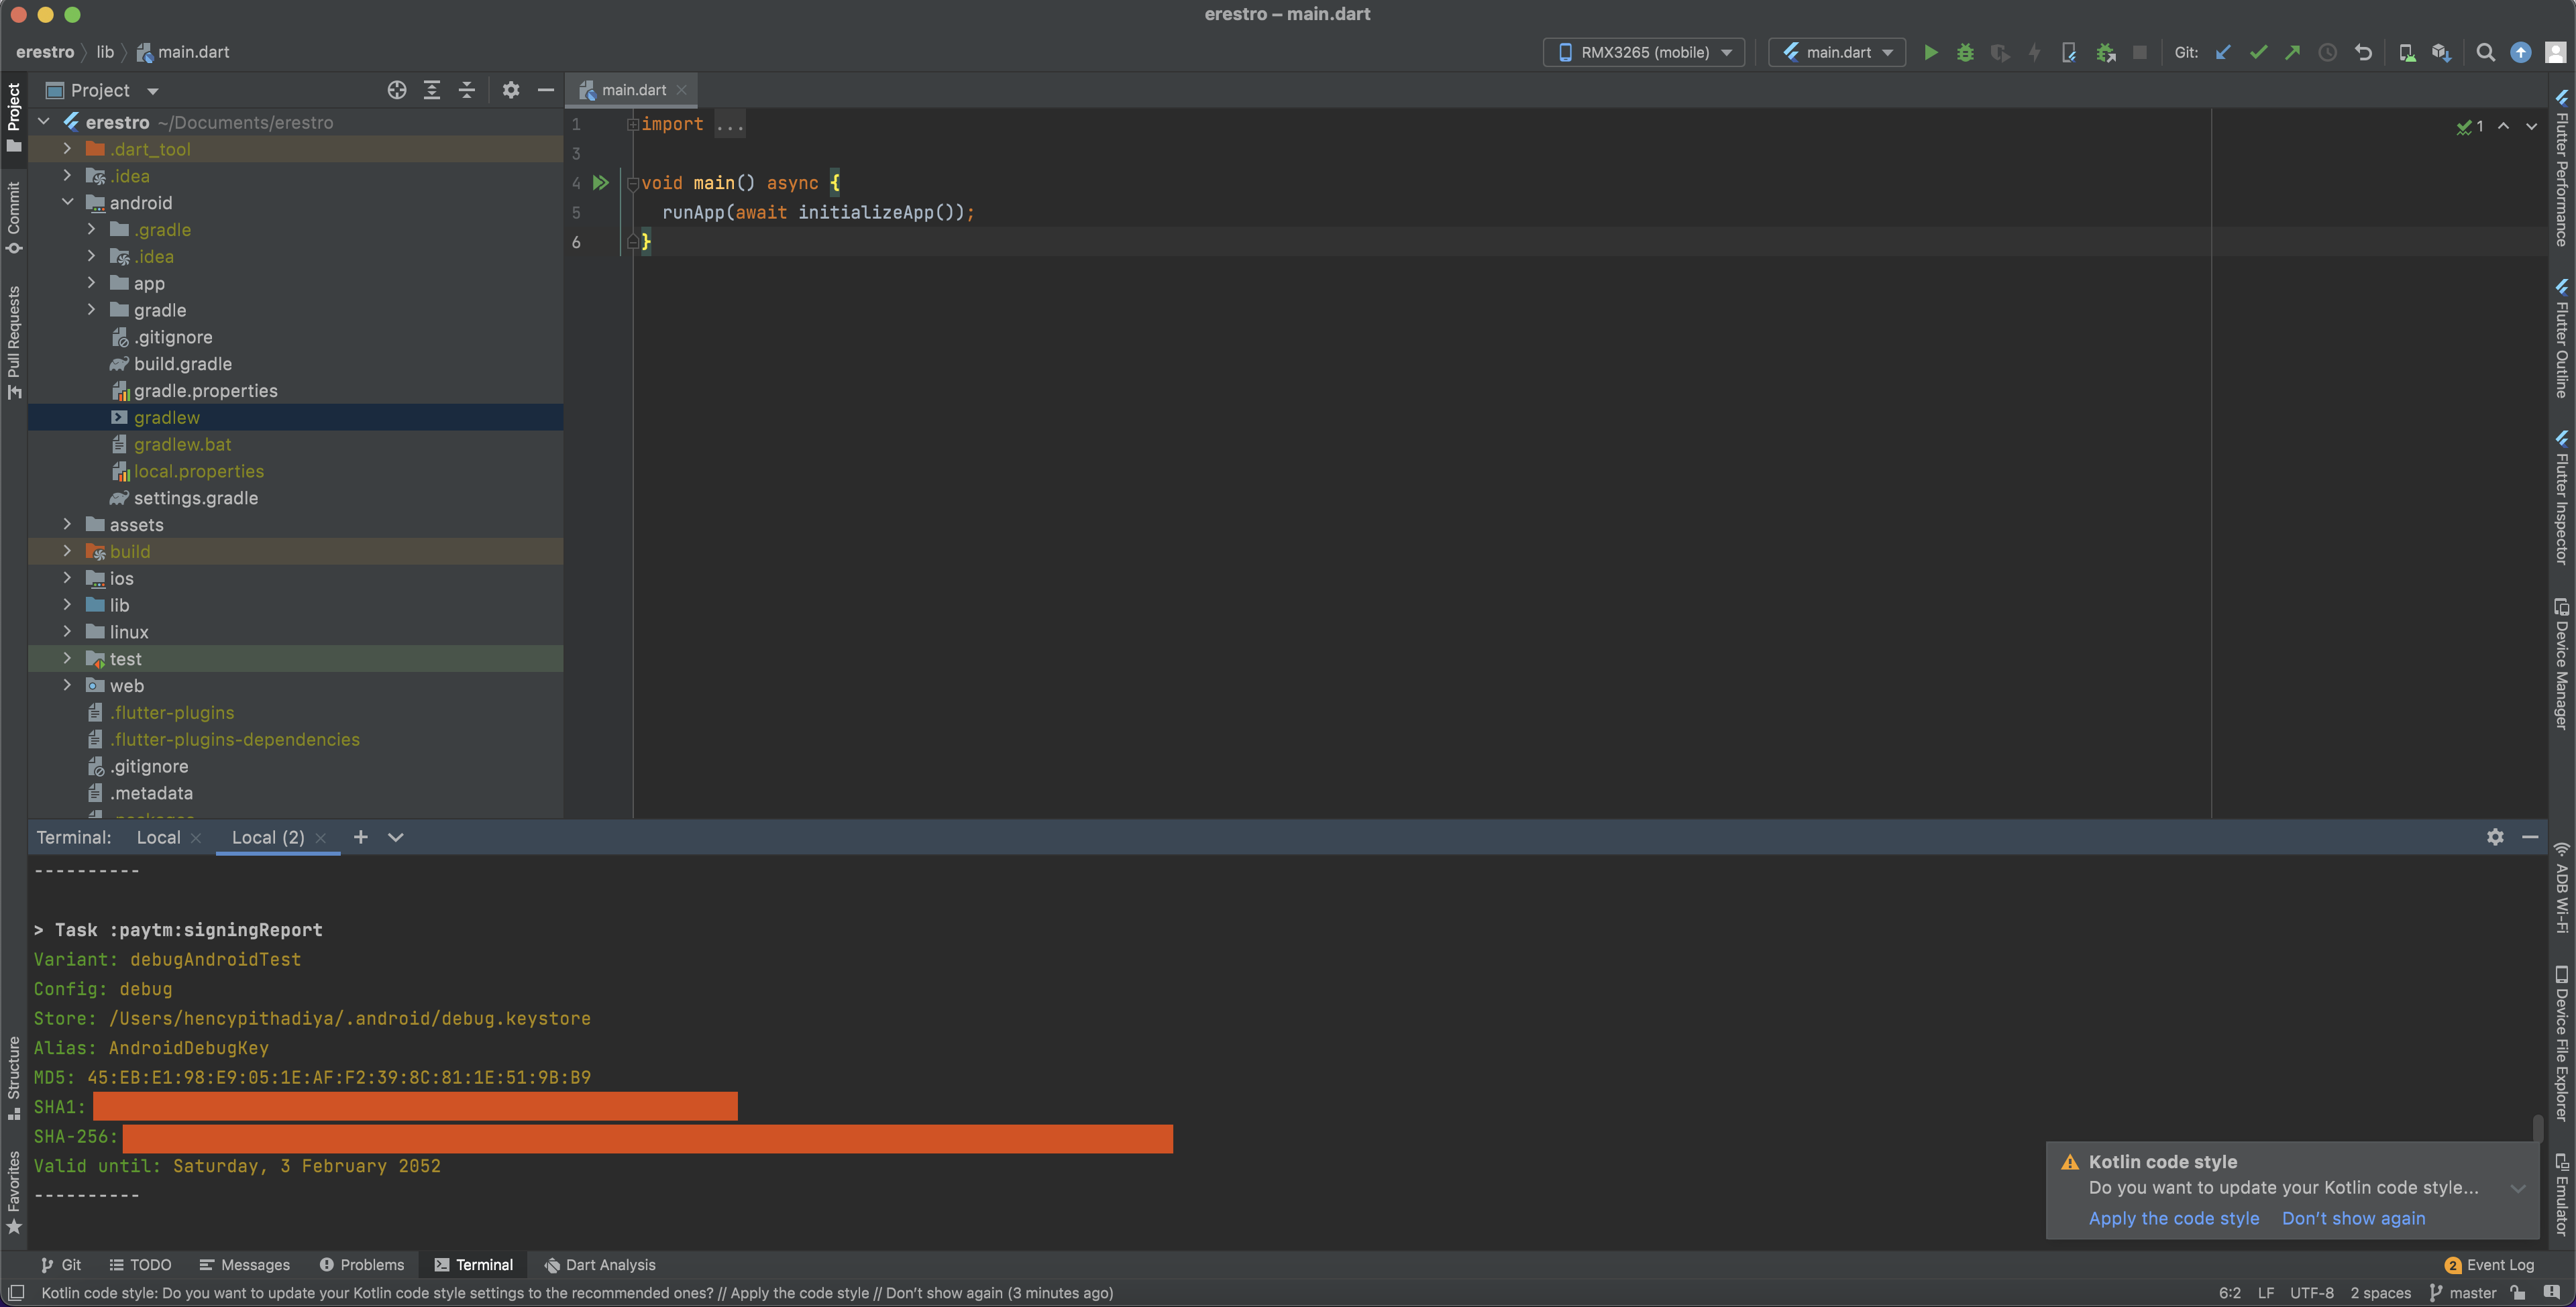 erestro – main.dart
erestro lib main.dart
RMX3265 (mobile) main.dart Git:
Project
main.dart
erestro ~/Documents/erestro
.dart_tool
.idea
android
.gradle
.idea
app
gradle
.gitignore
build.gradle
gradle.properties
gradlew
gradlew.bat
local.properties
settings.gradle
assets
build
ios
lib
linux
test
web
.flutter-plugins
.flutter-plugins-dependencies
.gitignore
.metadata
1 import ...
3
4 void main() async {
5 runApp(await initializeApp());
6 }
1
Project
Commit
Pull Requests
Structure
Favorites
Flutter Performance
Flutter Outline
Flutter Inspector
Device Manager
ADB Wi-Fi
Device File Explorer
Emulator
Terminal: Local Local (2)
----------
> Task :paytm:signingReport
Variant: debugAndroidTest
Config: debug
Store: /Users/hencypithadiya/.android/debug.keystore
Alias: AndroidDebugKey
MD5: 45:EB:E1:98:E9:05:1E:AF:F2:39:8C:81:1E:51:9B:B9
SHA1:
SHA-256:
Valid until: Saturday, 3 February 2052
----------
Kotlin code style
Do you want to update your Kotlin code style...
Apply the code style Don't show again
Git TODO Messages Problems Terminal Dart Analysis
2 Event Log
Kotlin code style: Do you want to update your Kotlin code style settings to the recommended ones? // Apply the code style // Don't show again (3 minutes ago)
6:2 LF UTF-8 2 spaces master